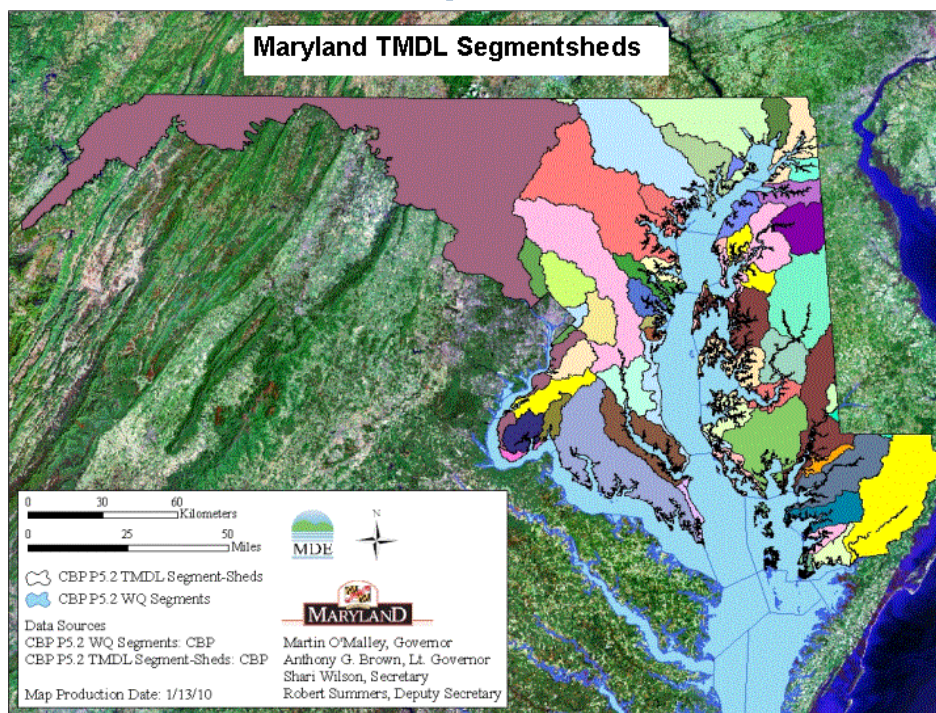 Maryland TMDL Segmentsheds
0 30 60
Kilometers
0 25 50
Miles
MDE
N
CBP P5.2 TMDL Segment-Sheds
CBP P5.2 WQ Segments
Data Sources
CBP P5.2 WQ Segments: CBP
CBP P5.2 TMDL Segment-Sheds: CBP
Map Production Date: 1/13/10
MARYLAND
Martin O'Malley, Governor
Anthony G. Brown, Lt. Governor
Shari Wilson, Secretary
Robert Summers, Deputy Secretary